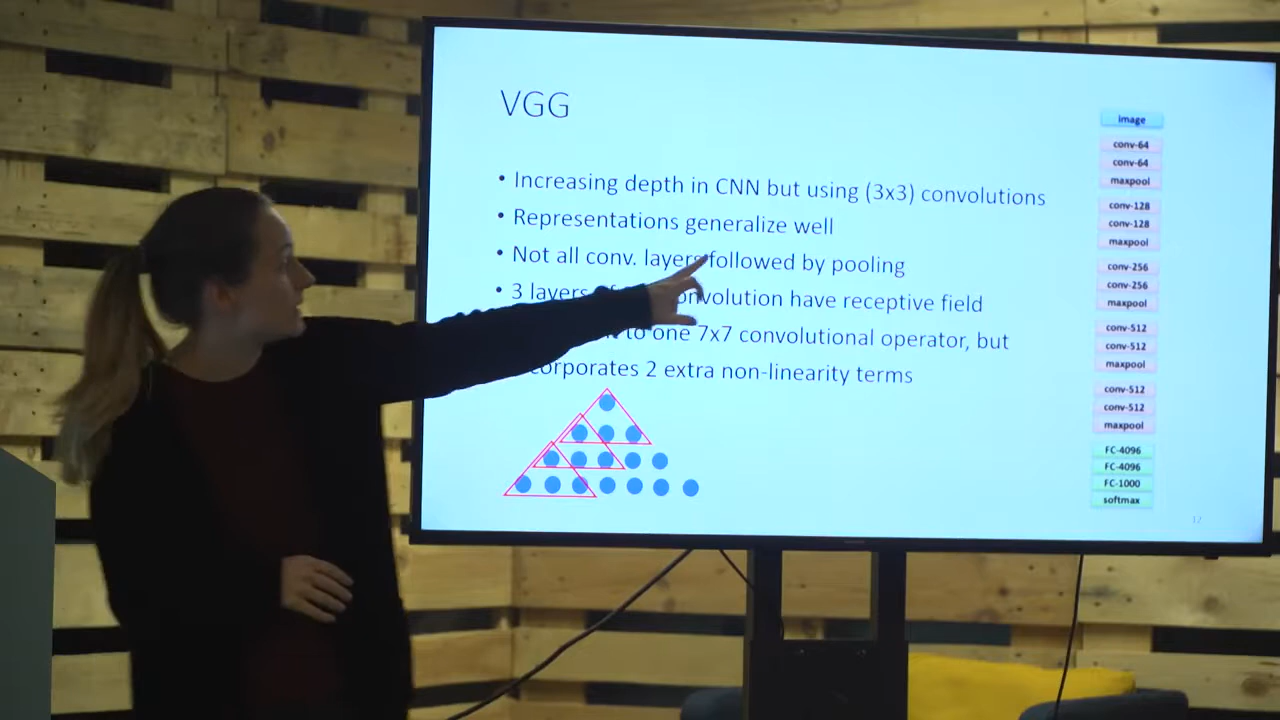 VGG
• Increasing depth in CNN but using (3x3) convolutions
• Representations generalize well
• Not all conv. layers followed by pooling
• 3 layers convolution have receptive field
to one 7x7 convolutional operator, but
incorporates 2 extra non-linearity terms
image
conv-64
conv-64
maxpool
conv-128
conv-128
maxpool
conv-256
conv-256
maxpool
conv-512
conv-512
maxpool
conv-512
conv-512
maxpool
FC-4096
FC-4096
FC-1000
softmax
12